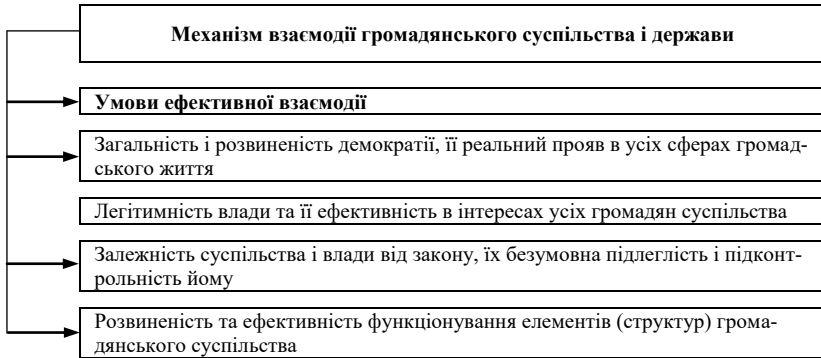 Механізм взаємодії громадянського суспільства і держави
Умови ефективної взаємодії
Загальність і розвиненість демократії, її реальний прояв в усіх сферах громад-
ського життя
Легітимність влади та її ефективність в інтересах усіх громадян суспільства
Залежність суспільства і влади від закону, їх безумовна підлеглість і підконт-
рольність йому
Розвиненість та ефективність функціонування елементів (структур) грома-
дянського суспільства